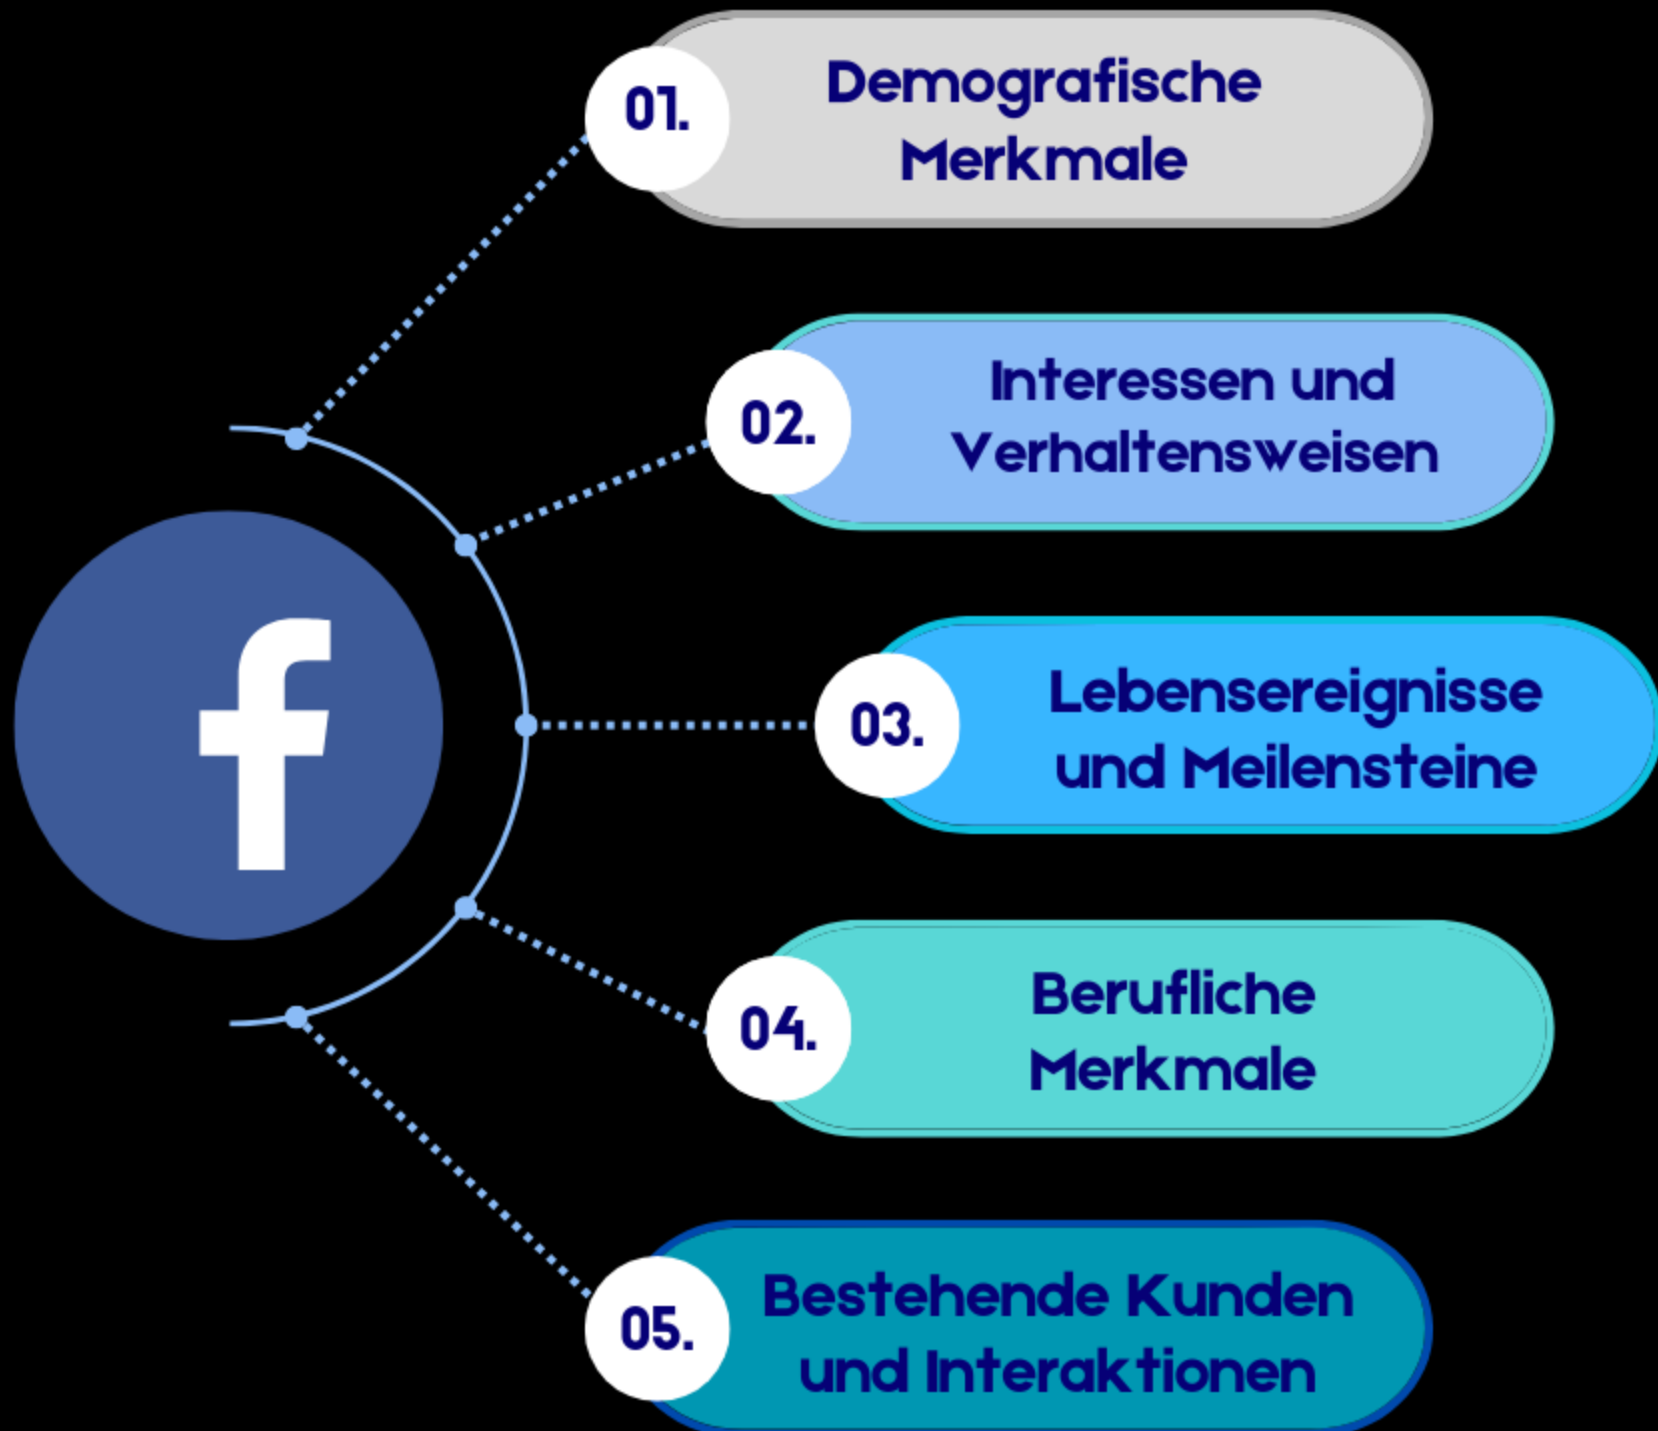 01.
Demografische
Merkmale
02.
Interessen und
Verhaltensweisen
f
03.
Lebensereignisse
und Meilensteine
04.
Berufliche
Merkmale
05.
Bestehende Kunden
und Interaktionen